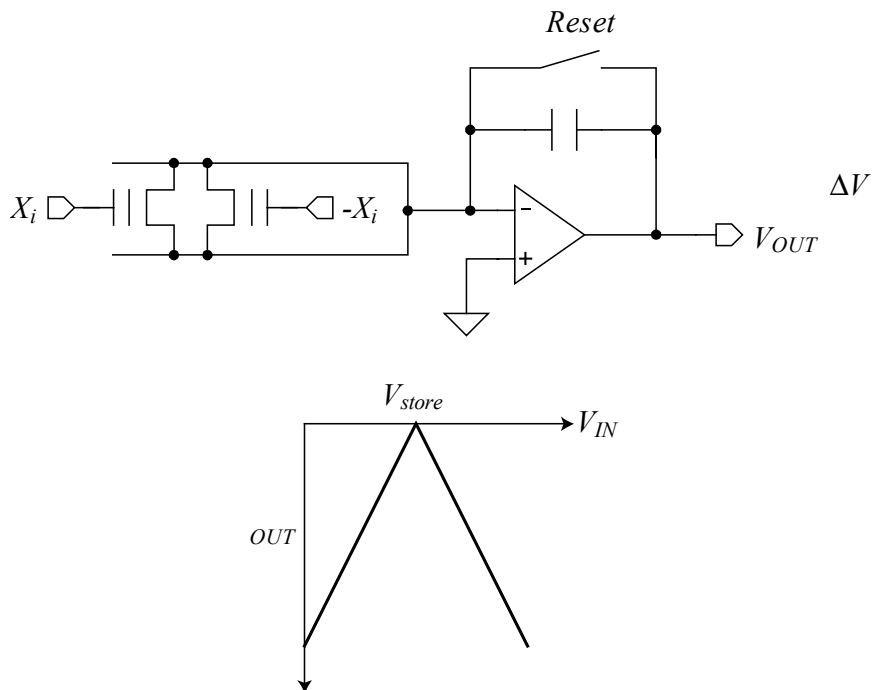 Reset
X_i
-X_i
ΔV
-
+
V_OUT
V_store
V_IN
OUT